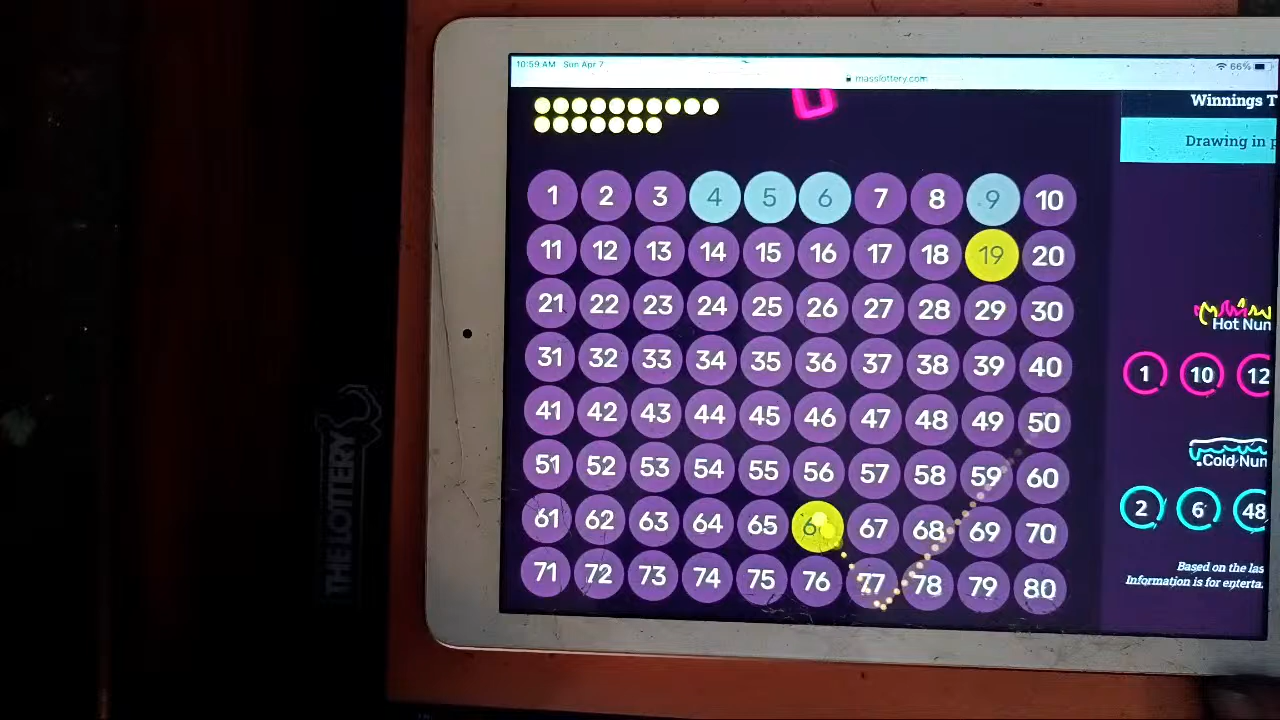 10:59 AM Sun Apr 7
66%
masslottery.com
Winnings T
Drawing in p
1 2 3 4 5 6 7 8 9 10
11 12 13 14 15 16 17 18 19 20
21 22 23 24 25 26 27 28 29 30
31 32 33 34 35 36 37 38 39 40
41 42 43 44 45 46 47 48 49 50
51 52 53 54 55 56 57 58 59 60
61 62 63 64 65 6 67 68 69 70
71 72 73 74 75 76 77 78 79 80
Hot Num
1 10 12
Cold Num
2 6 48
Based on the las
Information is for enterta
THE LOTTERY